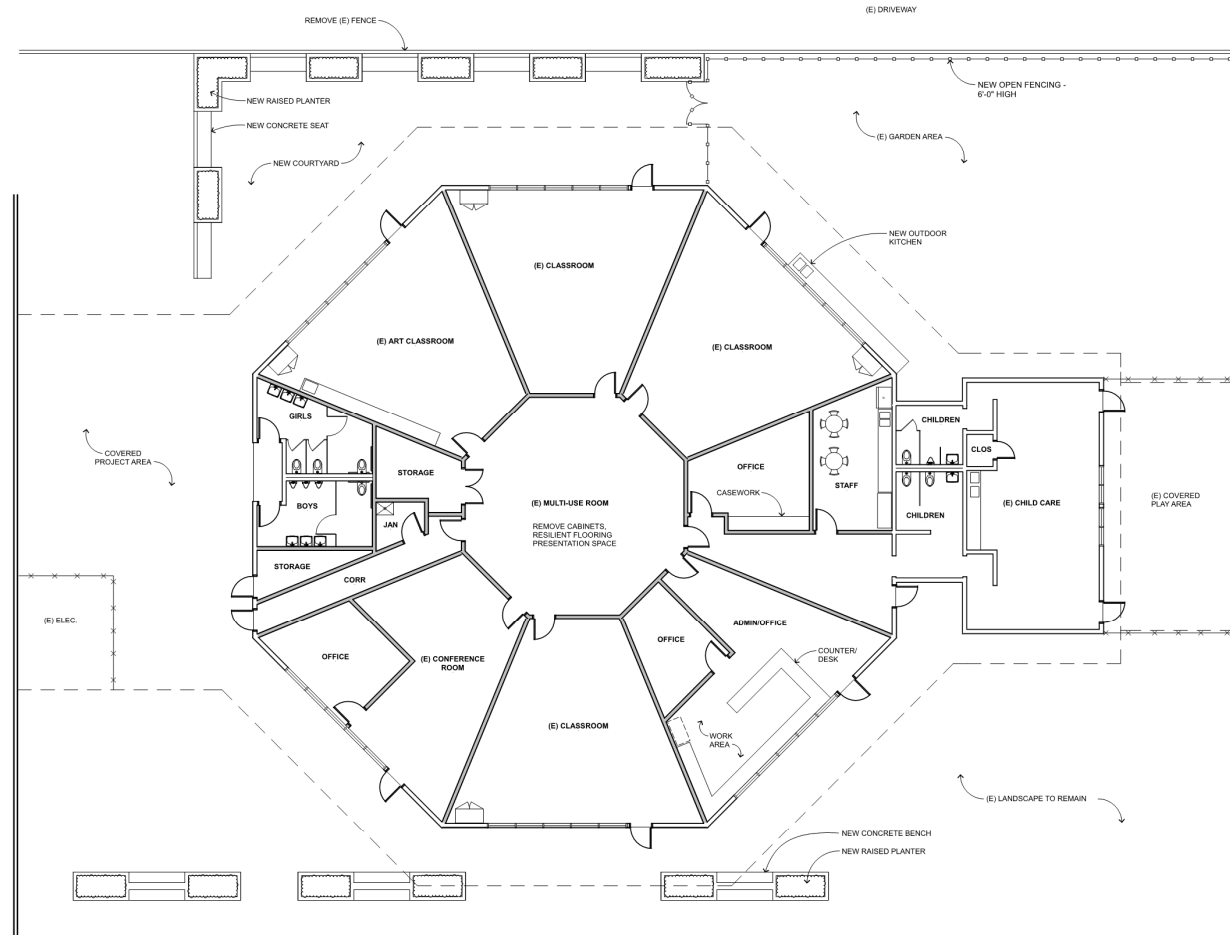 (E) DRIVEWAY
REMOVE (E) FENCE
NEW OPEN FENCING -
6'-0" HIGH
NEW RAISED PLANTER
NEW CONCRETE SEAT
(E) GARDEN AREA
NEW COURTYARD
NEW OUTDOOR
KITCHEN
(E) CLASSROOM
(E) ART CLASSROOM
(E) CLASSROOM
GIRLS
CHILDREN
CLOS
COVERED
PROJECT AREA
STORAGE
OFFICE
STAFF
CASEWORK
(E) MULTI-USE ROOM
REMOVE CABINETS,
RESILIENT FLOORING
PRESENTATION SPACE
(E) CHILD CARE
(E) COVERED
PLAY AREA
BOYS
JAN
CHILDREN
STORAGE
CORR
(E) ELEC.
ADMIN/OFFICE
OFFICE
OFFICE
(E) CONFERENCE
ROOM
COUNTER/
DESK
(E) CLASSROOM
WORK
AREA
(E) LANDSCAPE TO REMAIN
NEW CONCRETE BENCH
NEW RAISED PLANTER